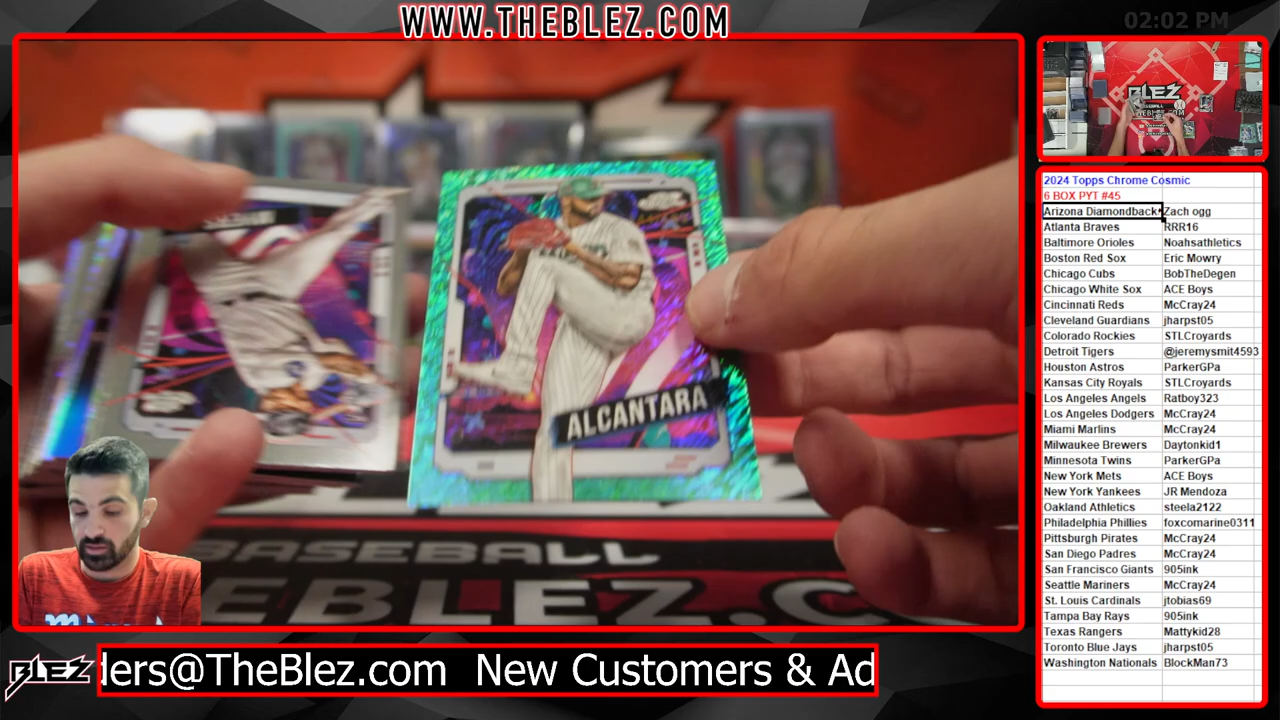 WWW.THEBLEZ.COM
02:02 PM
ALCANTARA
BASEBALL
EBLEZ.C
BLEZ
2024 Topps Chrome Cosmic
6 BOX PYT #45
Arizona Diamondback Zach ogg
Atlanta Braves RRR16
Baltimore Orioles Noahsathletics
Boston Red Sox Eric Mowry
Chicago Cubs BobTheDegen
Chicago White Sox ACE Boys
Cincinnati Reds McCray24
Cleveland Guardians jharpst05
Colorado Rockies STLCroyards
Detroit Tigers @jeremysmit4593
Houston Astros ParkerGPa
Kansas City Royals STLCroyards
Los Angeles Angels Ratboy323
Los Angeles Dodgers McCray24
Miami Marlins McCray24
Milwaukee Brewers Daytonkid1
Minnesota Twins ParkerGPa
New York Mets ACE Boys
New York Yankees JR Mendoza
Oakland Athletics steela2122
Philadelphia Phillies foxcomarine0311
Pittsburgh Pirates McCray24
San Diego Padres McCray24
San Francisco Giants 905ink
Seattle Mariners McCray24
St. Louis Cardinals jtobias69
Tampa Bay Rays 905ink
Texas Rangers Mattykid28
Toronto Blue Jays jharpst05
Washington Nationals BlockMan73
BLEZ
ders@TheBlez.com New Customers & Ad